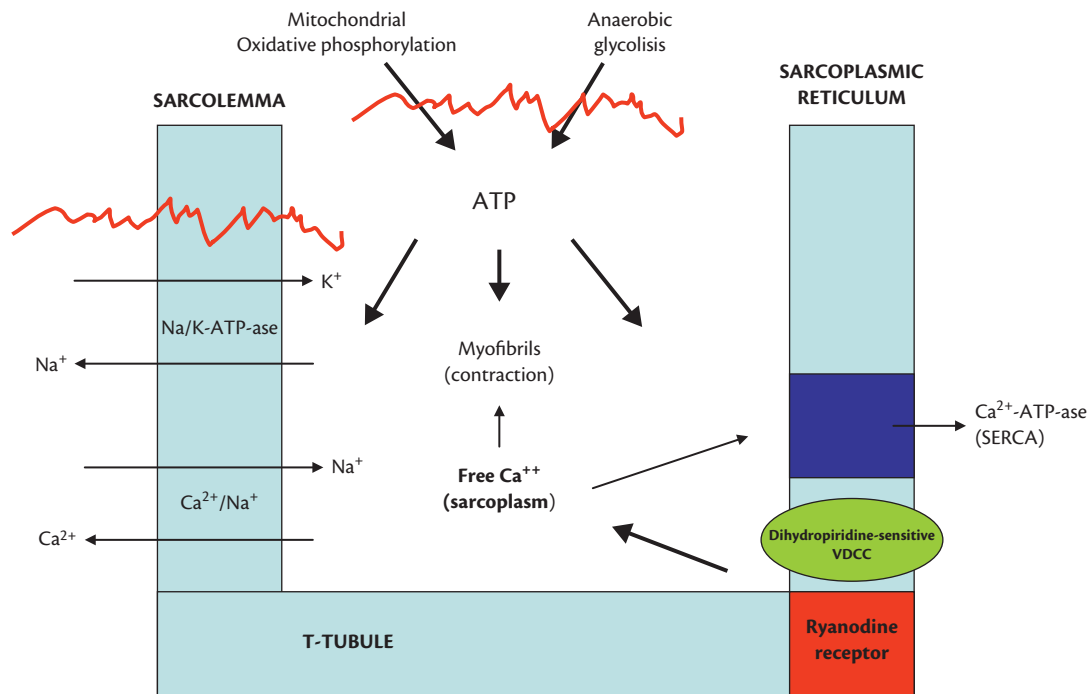 Mitochondrial
Oxidative phosphorylation
Anaerobic
glycolisis
SARCOLEMMA
SARCOPLASMIC
RETICULUM
ATP
K⁺
Na/K-ATP-ase
Na⁺
Myofibrils
(contraction)
Ca²⁺-ATP-ase
(SERCA)
Na⁺
Free Ca⁺⁺
(sarcoplasm)
Ca²⁺/Na⁺
Ca²⁺
Dihydropiridine-sensitive
VDCC
T-TUBULE
Ryanodine
receptor